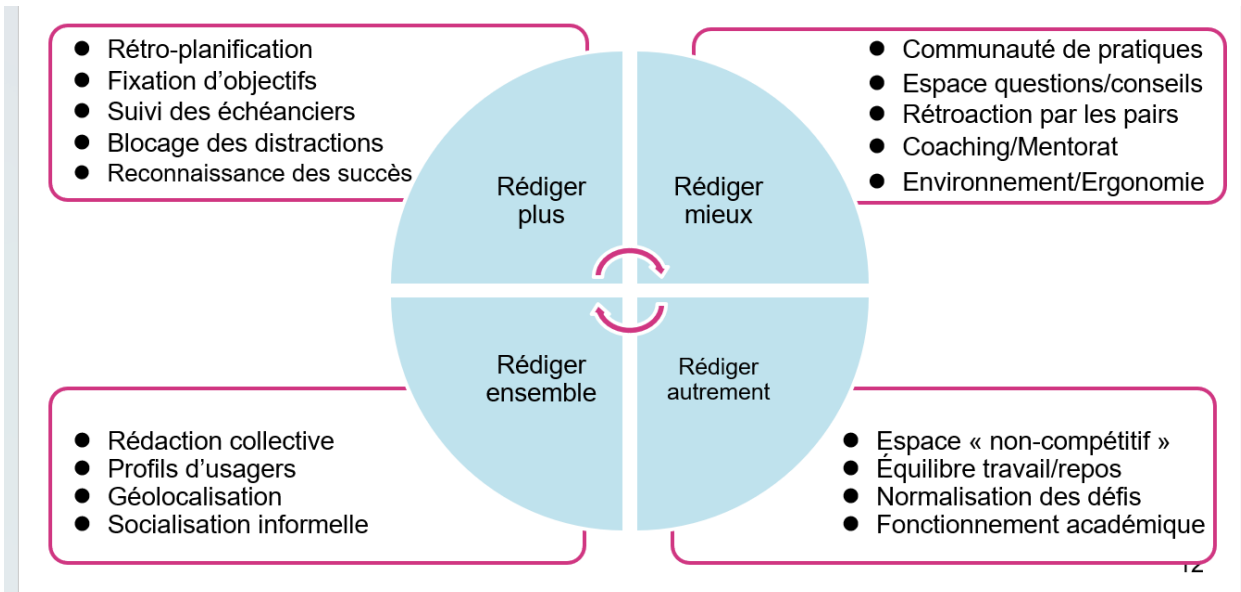 ● Rétro-planification
● Fixation d’objectifs
● Suivi des échéanciers
● Blocage des distractions
● Reconnaissance des succès
● Communauté de pratiques
● Espace questions/conseils
● Rétroaction par les pairs
● Coaching/Mentorat
● Environnement/Ergonomie
Rédiger
plus
Rédiger
mieux
Rédiger
ensemble
Rédiger
autrement
● Rédaction collective
● Profils d’usagers
● Géolocalisation
● Socialisation informelle
● Espace « non-compétitif »
● Équilibre travail/repos
● Normalisation des défis
● Fonctionnement académique
12